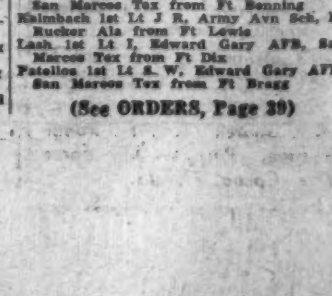 San Marcos Tex from Ft Benning
Kalmbach 1st Lt J R, Army Avn Sch,
Rucker Ala from Ft Lewis
Lash 1st Lt I, Edward Gary AFB, Sa
Marcos Tex from Ft Dix
Patellos 1st Lt S W, Edward Gary AF
San Marcos Tex from Ft Bragg
(See ORDERS, Page 39)